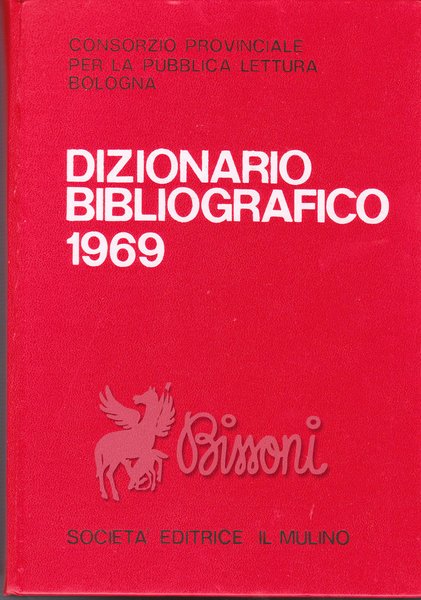 CONSORZIO PROVINCIALE
PER LA PUBBLICA LETTURA
BOLOGNA
DIZIONARIO
BIBLIOGRAFICO
1969
Bissoni
SOCIETA EDITRICE IL MULINO